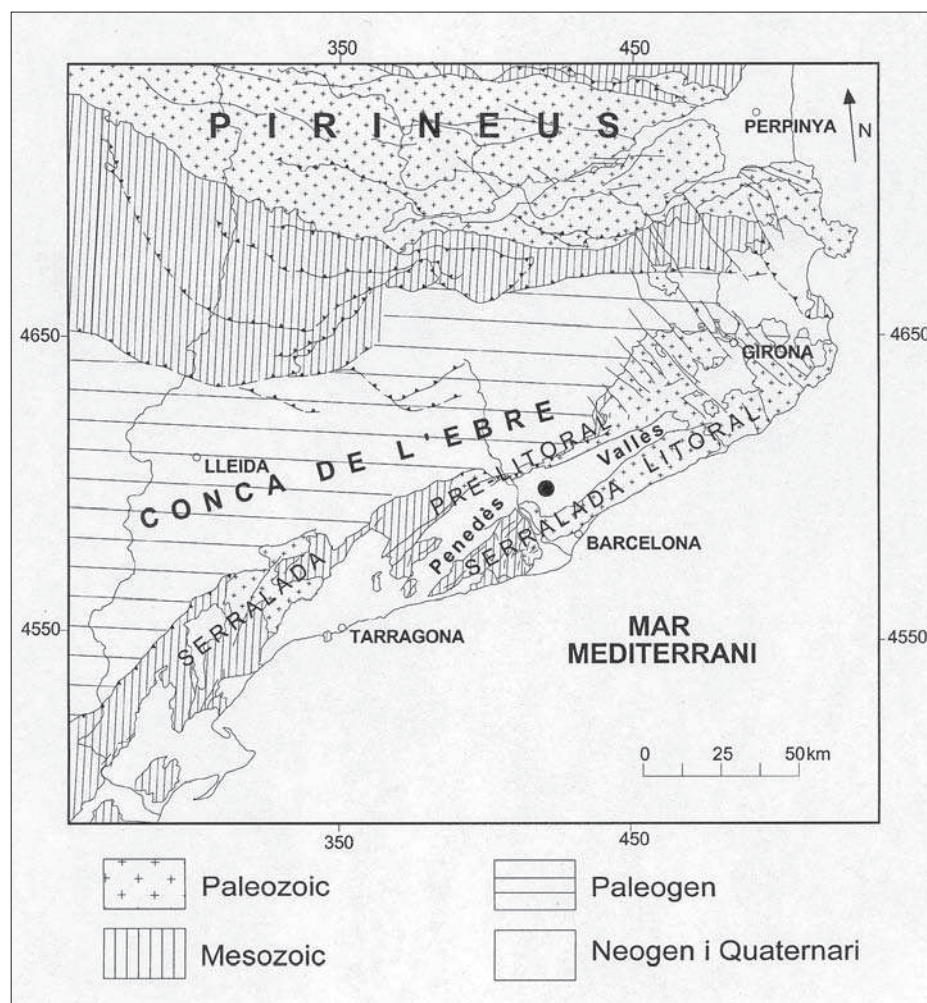 350 450
PIRINEUS
PERPINYA
N
4650 4650
GIRONA
CONCA DE L'EBRE
LLEIDA
PRE-LITORAL
Vallès
SERRALADA LITORAL
Penedès
BARCELONA
SERRALADA
4550 4550
TARRAGONA
MAR
MEDITERRANI
0 25 50km
350 450
Paleozoic
Paleogen
Mesozoic
Neogen i Quaternari